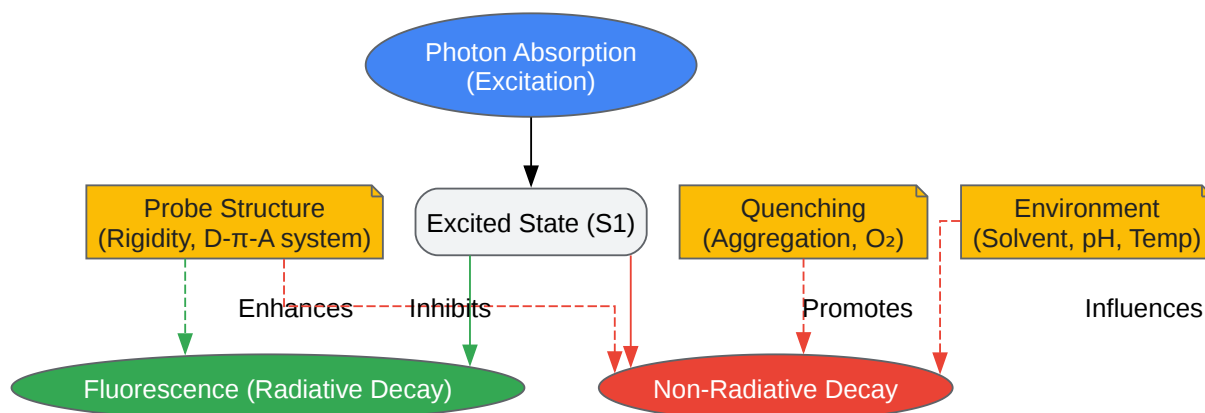 Photon Absorption
(Excitation)
Probe Structure
(Rigidity, D-π-A system)
Excited State (S1)
Quenching
(Aggregation, O₂)
Environment
(Solvent, pH, Temp)
Enhances
Inhibits
Promotes
Influences
Fluorescence (Radiative Decay)
Non-Radiative Decay